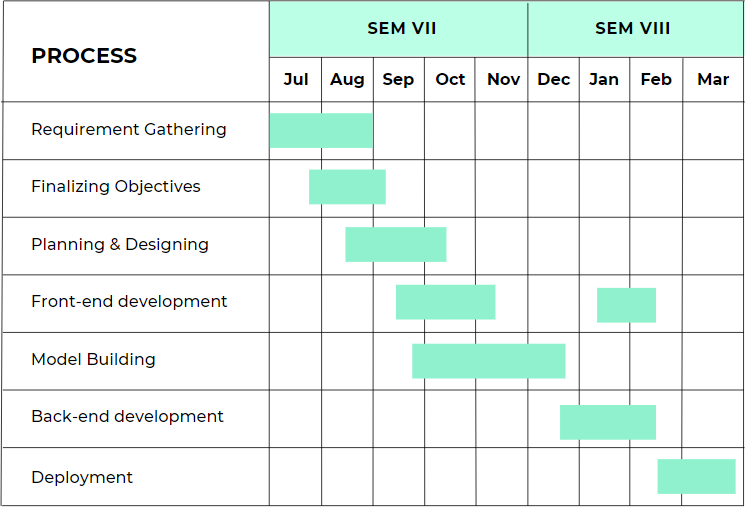 PROCESS
SEM VII
SEM VIII
Jul Aug Sep Oct Nov Dec Jan Feb Mar
Requirement Gathering
Finalizing Objectives
Planning & Designing
Front-end development
Model Building
Back-end development
Deployment